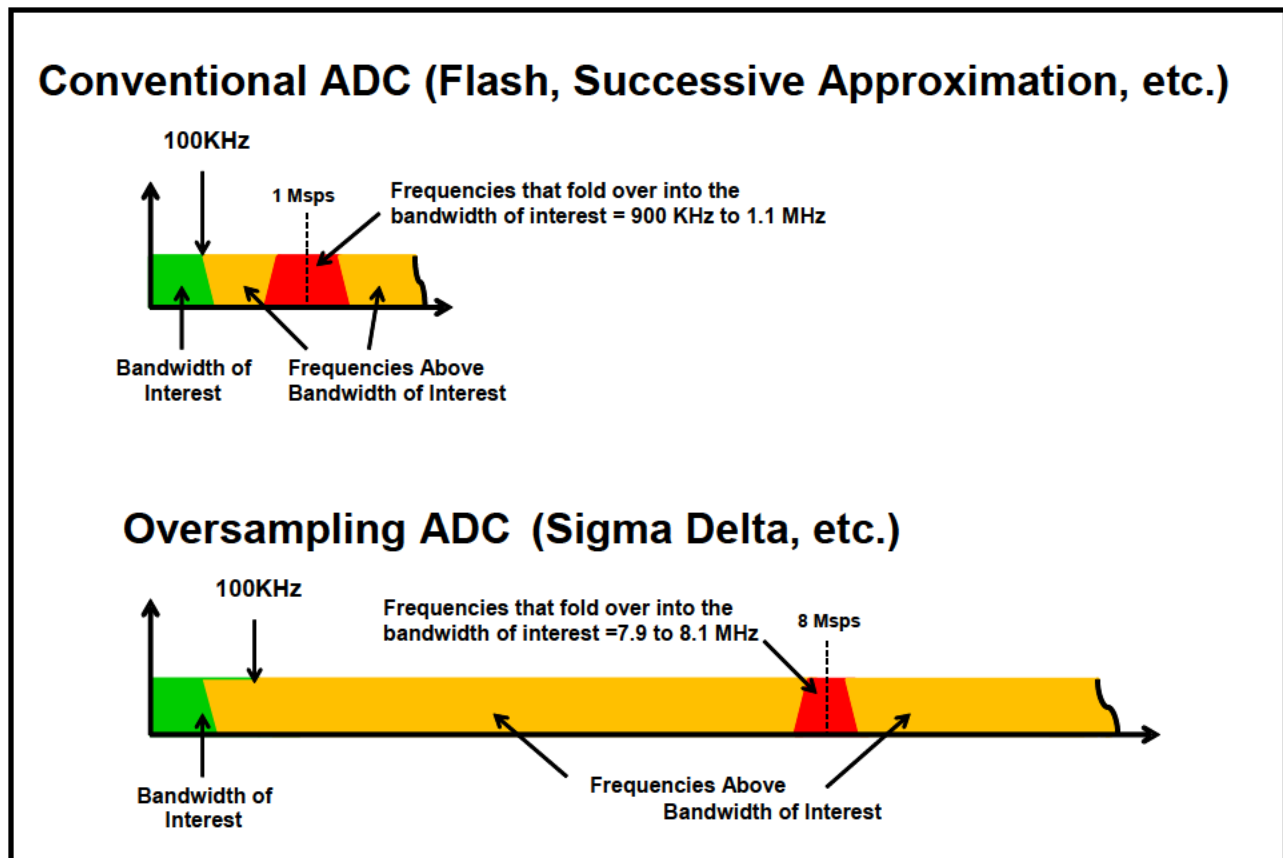 Conventional ADC (Flash, Successive Approximation, etc.)
100KHz
1 Msps
Frequencies that fold over into the
bandwidth of interest = 900 KHz to 1.1 MHz
Bandwidth of
Interest
Frequencies Above
Bandwidth of Interest
Oversampling ADC (Sigma Delta, etc.)
100KHz
Frequencies that fold over into the
bandwidth of interest =7.9 to 8.1 MHz
8 Msps
Bandwidth of
Interest
Frequencies Above
Bandwidth of Interest